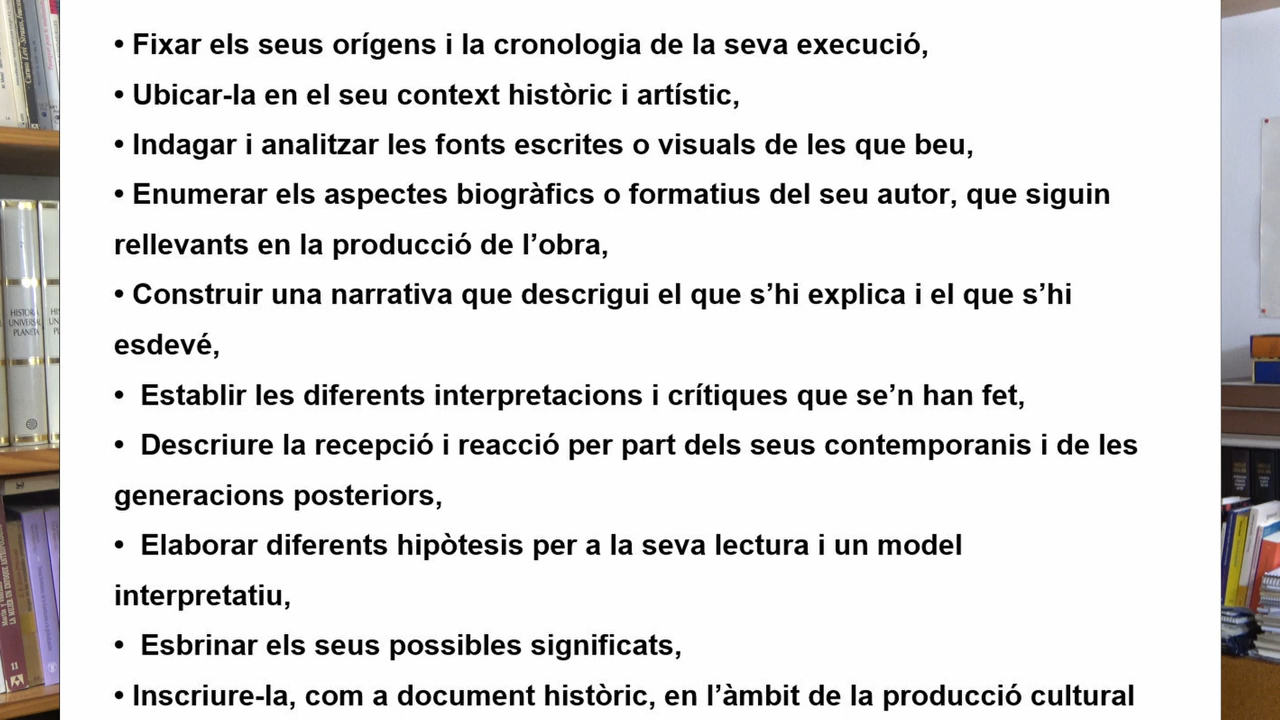 • Fixar els seus orígens i la cronologia de la seva execució,
• Ubicar-la en el seu context històric i artístic,
• Indagar i analitzar les fonts escrites o visuals de les que beu,
• Enumerar els aspectes biogràfics o formatius del seu autor, que siguin
rellevants en la producció de l’obra,
• Construir una narrativa que descrigui el que s’hi explica i el que s’hi
esdevé,
• Establir les diferents interpretacions i crítiques que se’n han fet,
• Descriure la recepció i reacció per part dels seus contemporanis i de les
generacions posteriors,
• Elaborar diferents hipòtesis per a la seva lectura i un model
interpretatiu,
• Esbrinar els seus possibles significats,
• Inscriure-la, com a document històric, en l’àmbit de la producció cultural
HISTORIA
UNIVERSAL
PLANETA
11